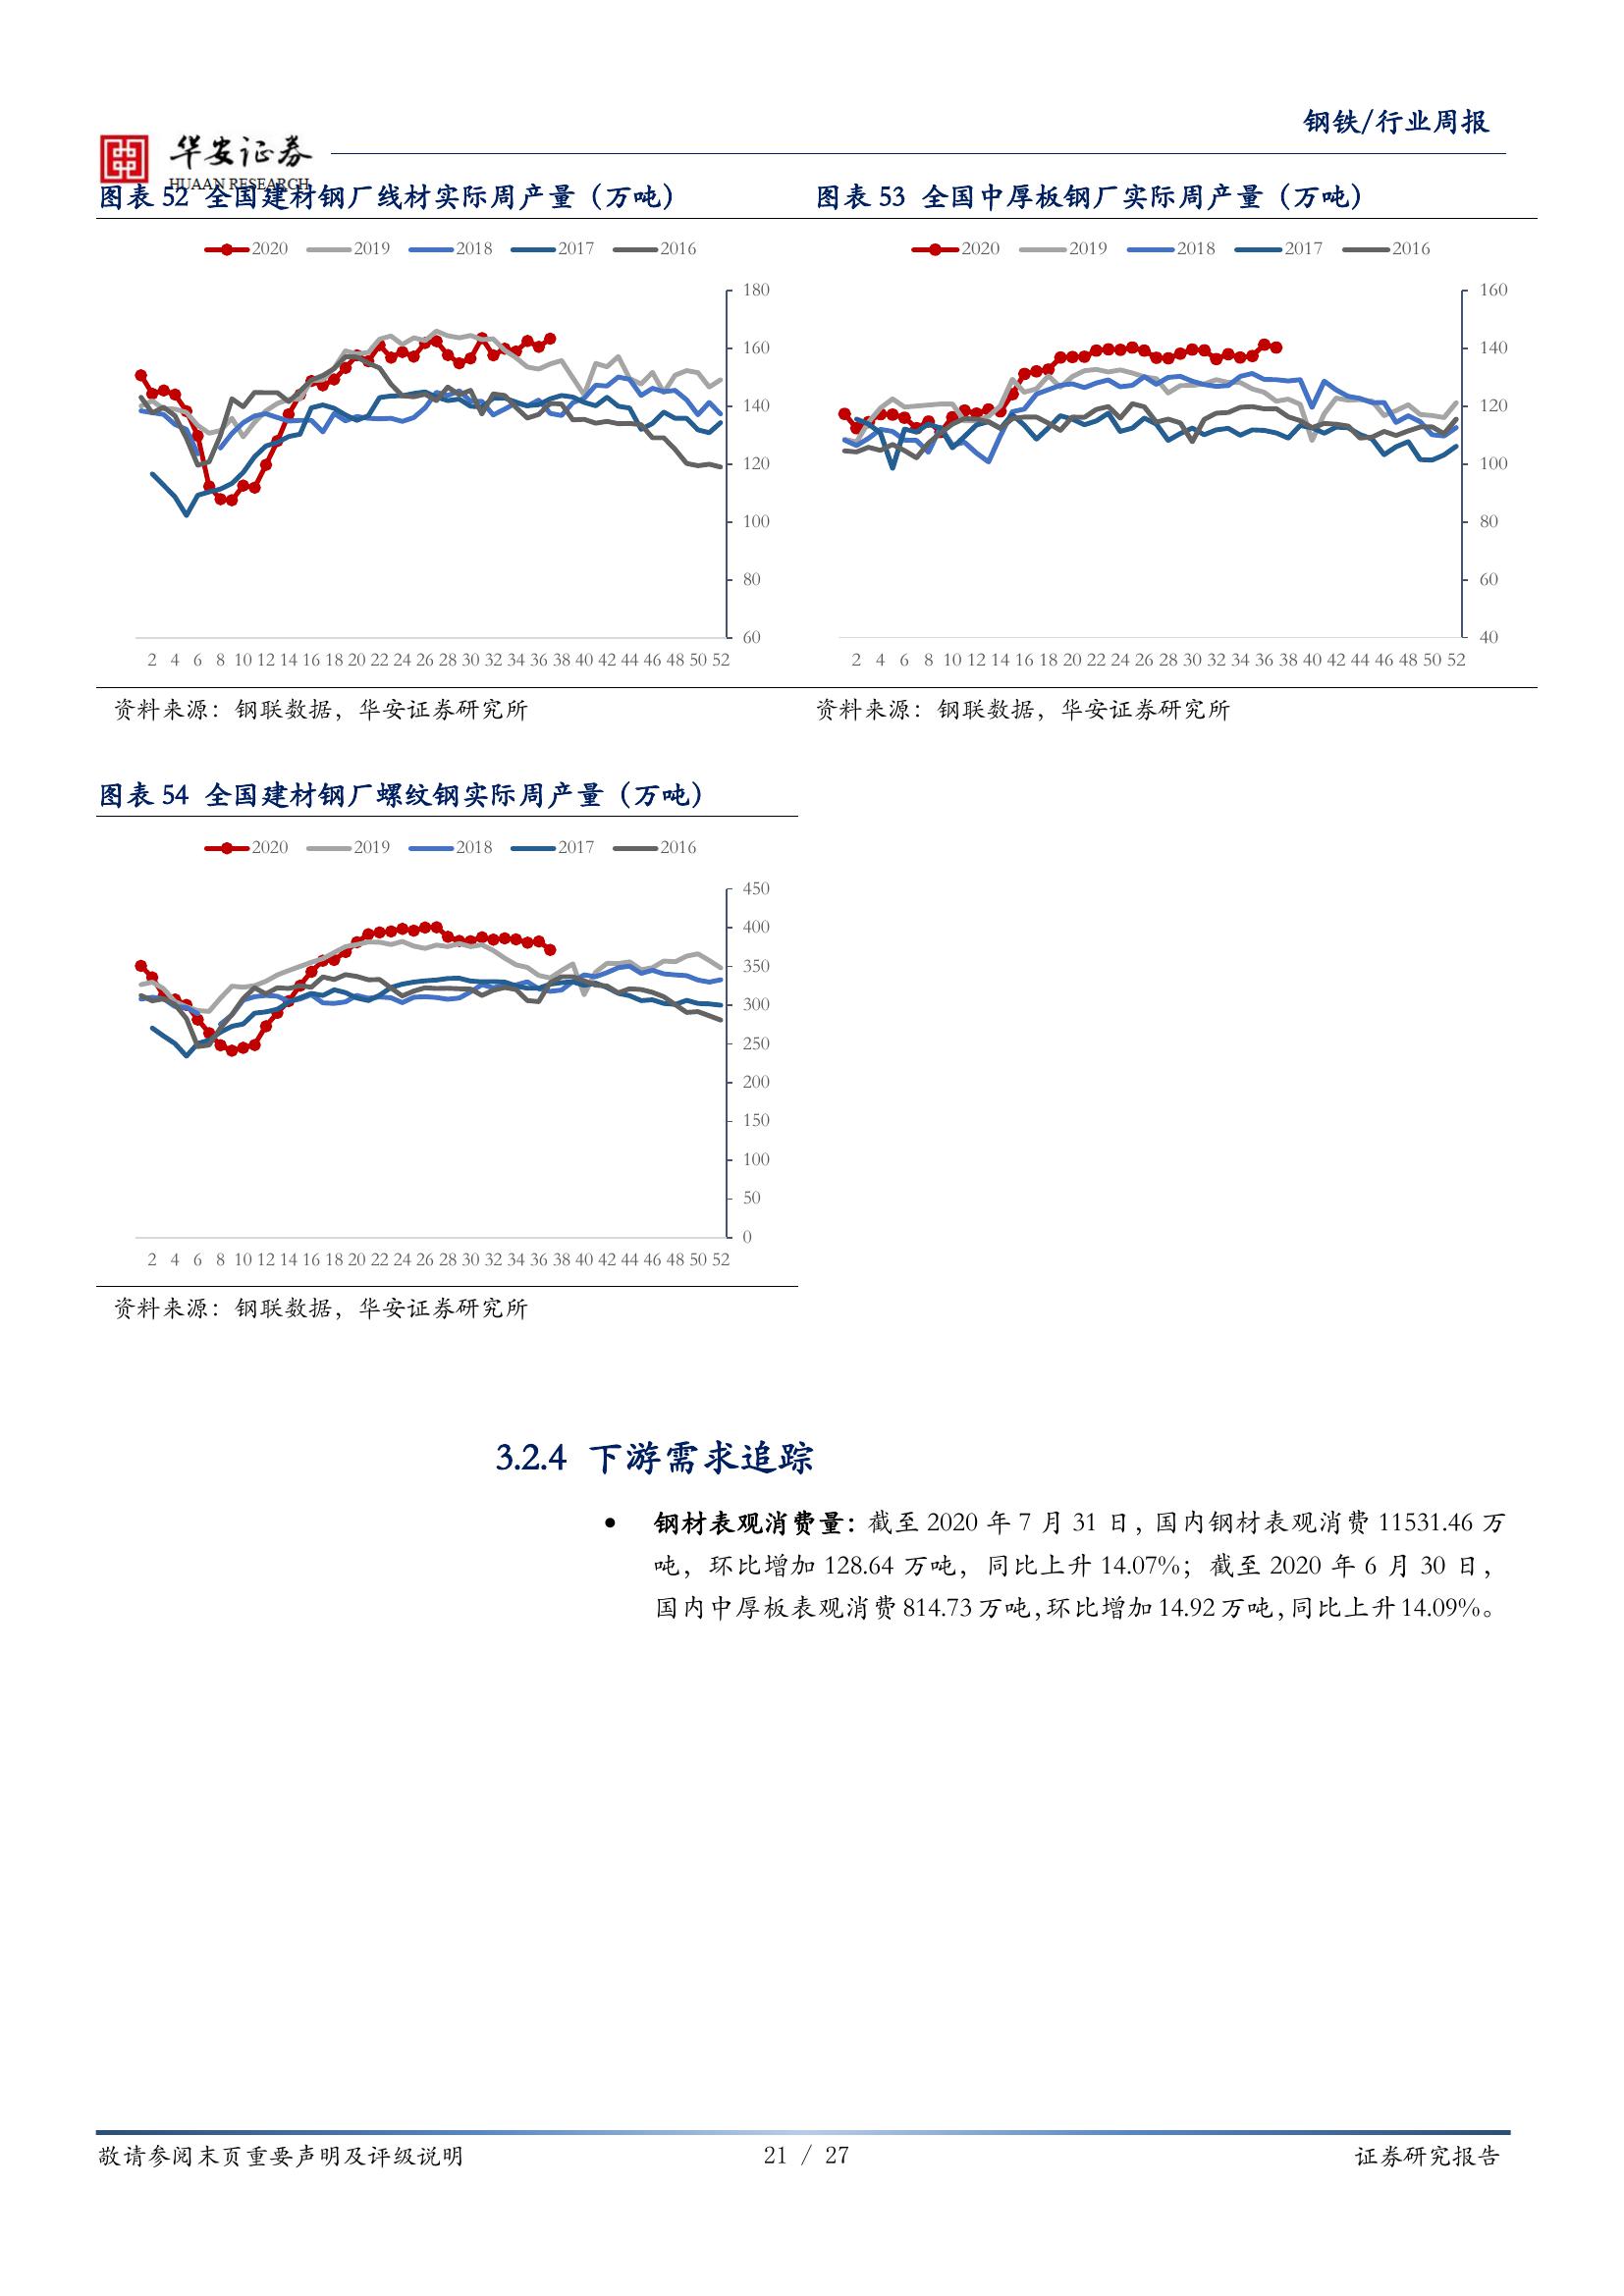 钢铁/行业周报
华安证券
HUAAN RESEARCH
图表 52 全国建材钢厂线材实际周产量（万吨）
2020 2019 2018 2017 2016
180
160
140
120
100
80
60
2 4 6 8 10 12 14 16 18 20 22 24 26 28 30 32 34 36 38 40 42 44 46 48 50 52
资料来源：钢联数据，华安证券研究所
图表 53 全国中厚板钢厂实际周产量（万吨）
2020 2019 2018 2017 2016
160
140
120
100
80
60
40
2 4 6 8 10 12 14 16 18 20 22 24 26 28 30 32 34 36 38 40 42 44 46 48 50 52
资料来源：钢联数据，华安证券研究所
图表 54 全国建材钢厂螺纹钢实际周产量（万吨）
2020 2019 2018 2017 2016
450
400
350
300
250
200
150
100
50
0
2 4 6 8 10 12 14 16 18 20 22 24 26 28 30 32 34 36 38 40 42 44 46 48 50 52
资料来源：钢联数据，华安证券研究所
3.2.4 下游需求追踪
● 钢材表观消费量：截至 2020 年 7 月 31 日，国内钢材表观消费 11531.46 万
吨，环比增加 128.64 万吨，同比上升 14.07%；截至 2020 年 6 月 30 日，
国内中厚板表观消费 814.73 万吨，环比增加 14.92 万吨，同比上升 14.09%。
敬请参阅末页重要声明及评级说明
21 / 27
证券研究报告